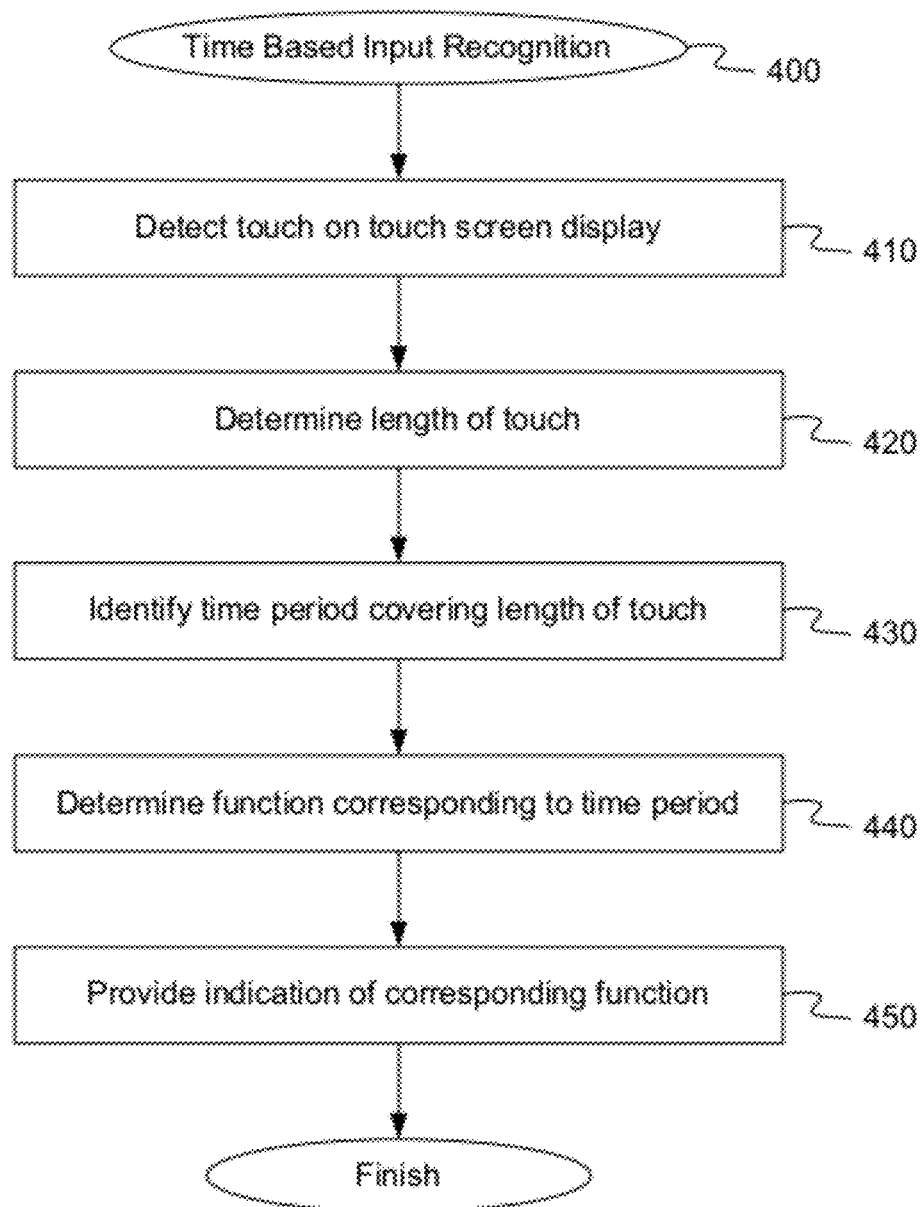 Time Based Input Recognition
400
Detect touch on touch screen display
410
Determine length of touch
420
Identify time period covering length of touch
430
Determine function corresponding to time period
440
Provide indication of corresponding function
450
Finish